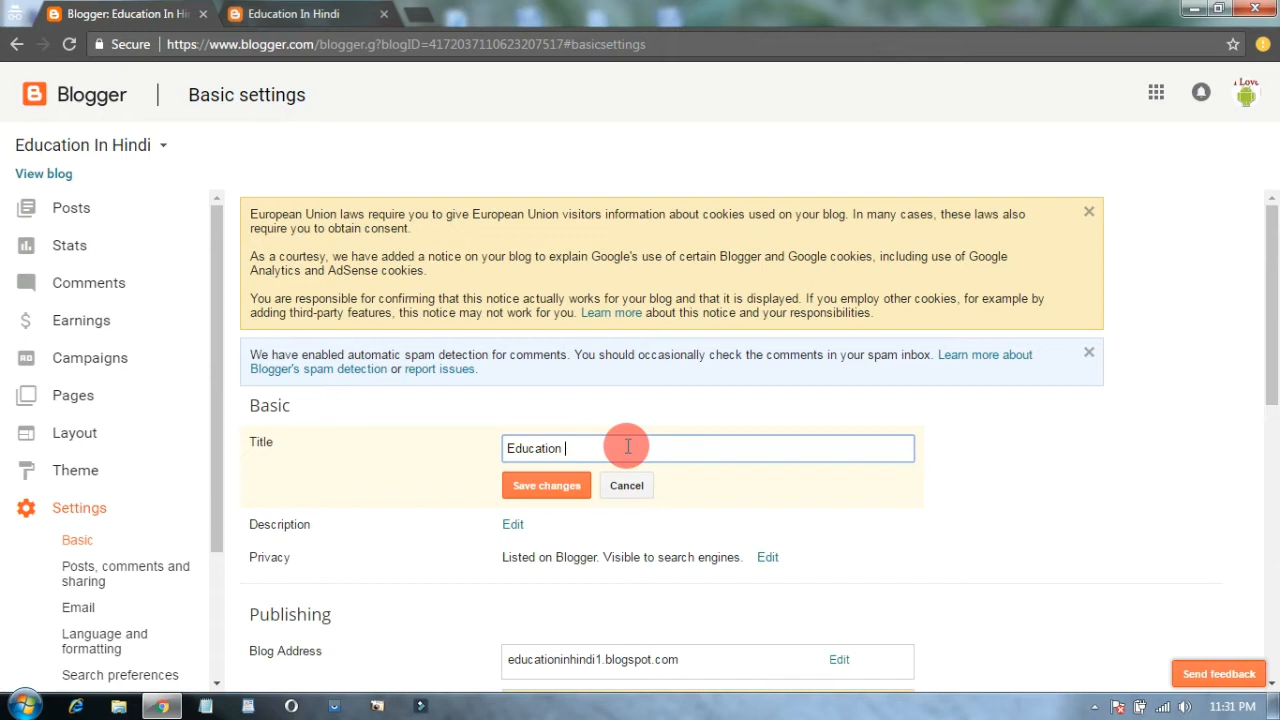 Blogger: Education In Hi
Education In Hindi
Secure
https://www.blogger.com/blogger.g?blogID=4172037110623207517#basicsettings
Blogger
Basic settings
I Love
Education In Hindi
View blog
Posts
Stats
Comments
Earnings
Campaigns
Pages
Layout
Theme
Settings
Basic
Posts, comments and
sharing
Email
Language and
formatting
Search preferences
European Union laws require you to give European Union visitors information about cookies used on your blog. In many cases, these laws also
require you to obtain consent.
As a courtesy, we have added a notice on your blog to explain Google's use of certain Blogger and Google cookies, including use of Google
Analytics and AdSense cookies.
You are responsible for confirming that this notice actually works for your blog and that it is displayed. If you employ other cookies, for example by
adding third-party features, this notice may not work for you. Learn more about this notice and your responsibilities.
We have enabled automatic spam detection for comments. You should occasionally check the comments in your spam inbox. Learn more about
Blogger's spam detection or report issues.
Basic
Title
Education
Save changes
Cancel
Description
Edit
Privacy
Listed on Blogger. Visible to search engines.
Edit
Publishing
Blog Address
educationinhindi1.blogspot.com
Edit
Send feedback
11:31 PM